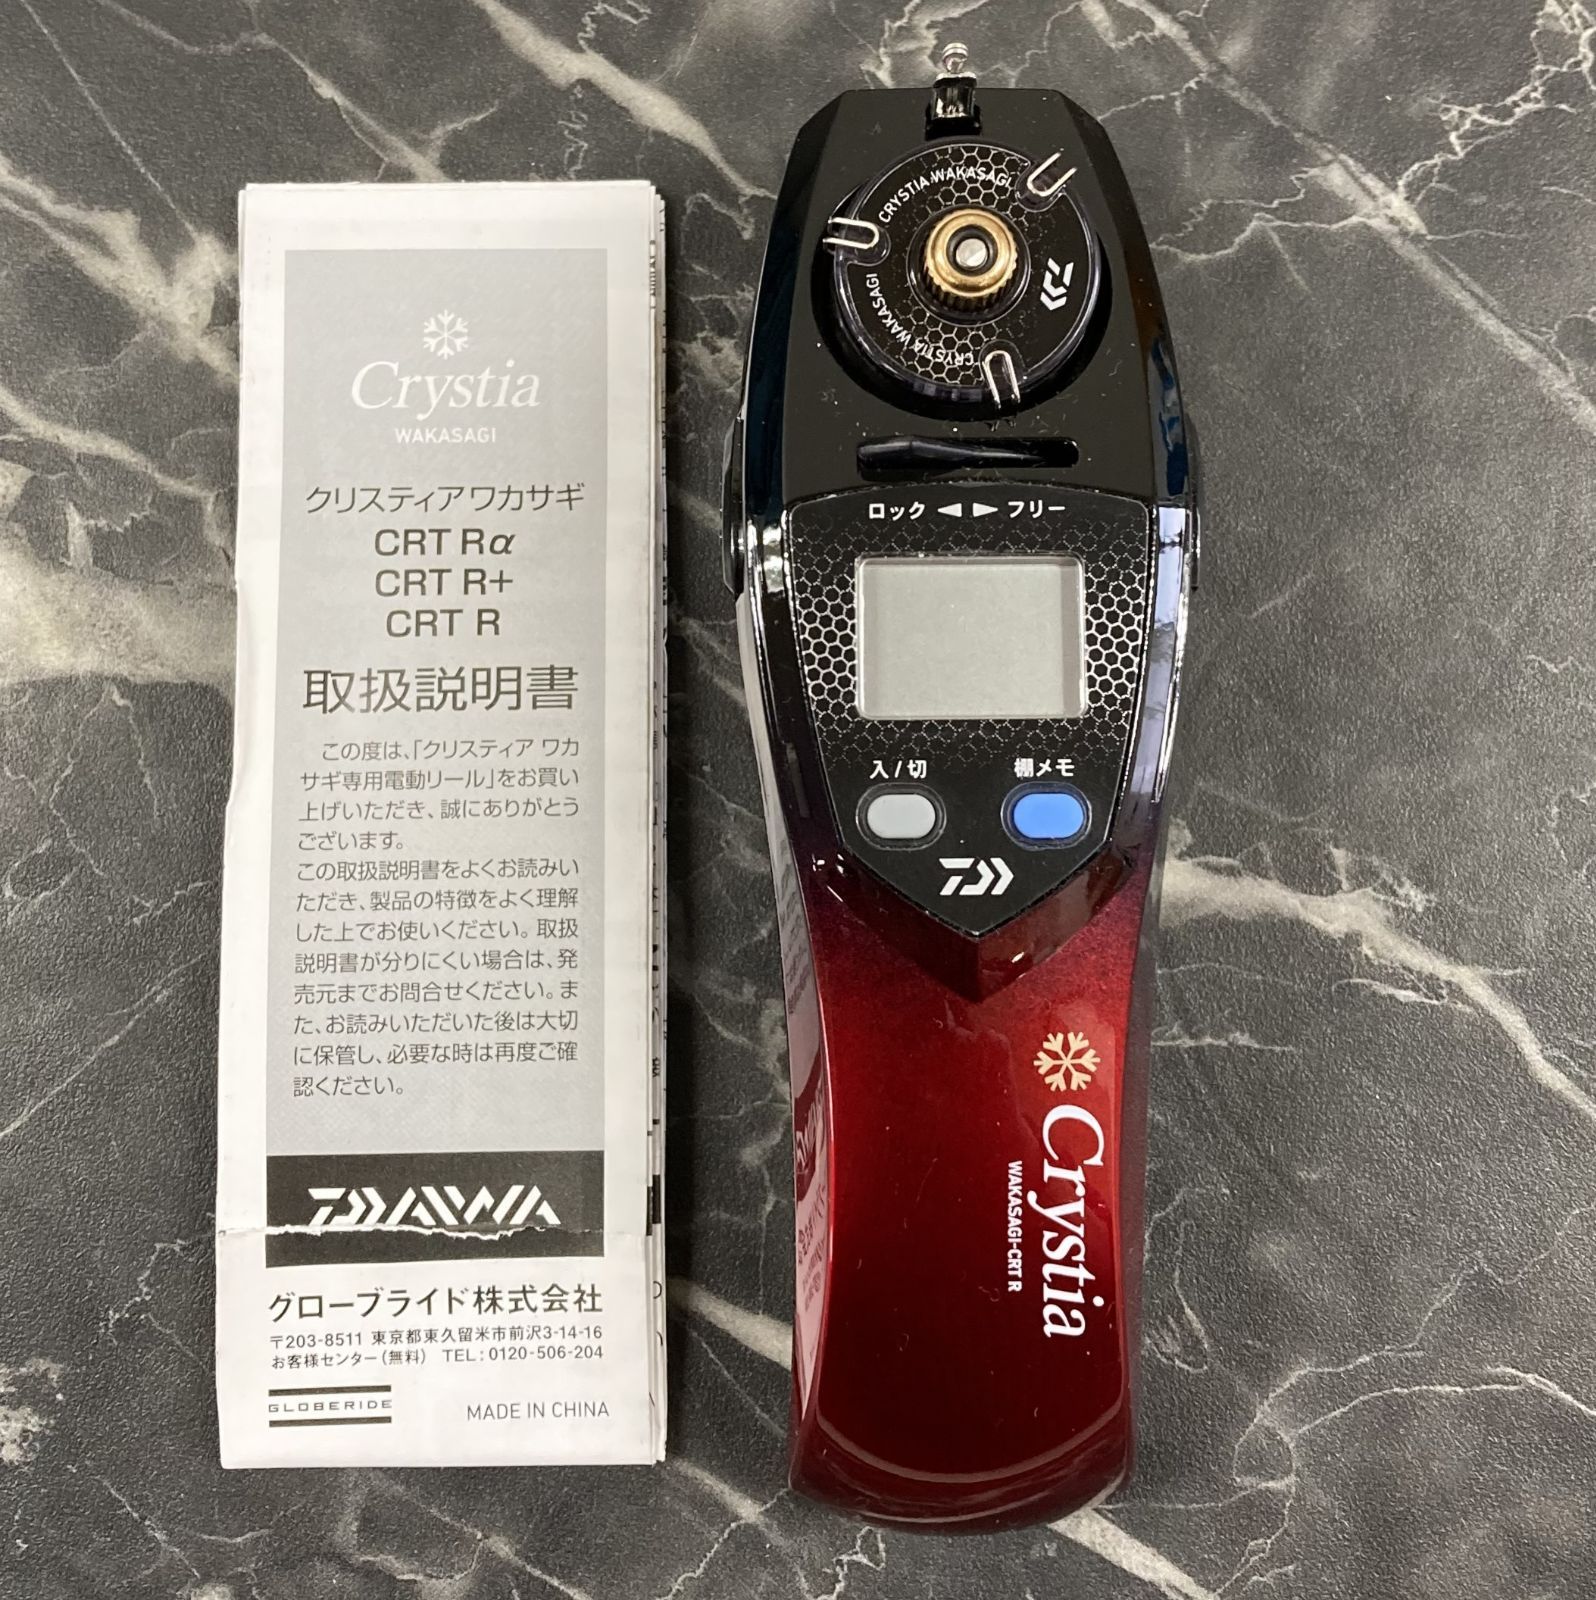 Crystia
WAKASAGI
クリスティアワカサギ
CRT Rα
CRT R+
CRT R
取扱説明書
この度は、「クリスティア ワカ
サギ専用電動リール」をお買い
上げいただき、誠にありがとう
ございます。
この取扱説明書をよくお読みい
ただき、製品の特徴をよく理解
した上でお使いください。取扱
説明書が分りにくい場合は、発
売元までお問合せください。ま
た、お読みいただいた後は大切
に保管し、必要な時は再度ご確
認ください。
DAIWA
グローブライド株式会社
〒203-8511 東京都東久留米市前沢3-14-16
お客様センター(無料) TEL:0120-506-204
GLOBERIDE
MADE IN CHINA
CRYSTIA WAKASAGI
CRYSTIA WAKASAGI
ロック ◀ ▶ フリー
入/切
棚メモ
Crystia
WAKASAGI-CRT R